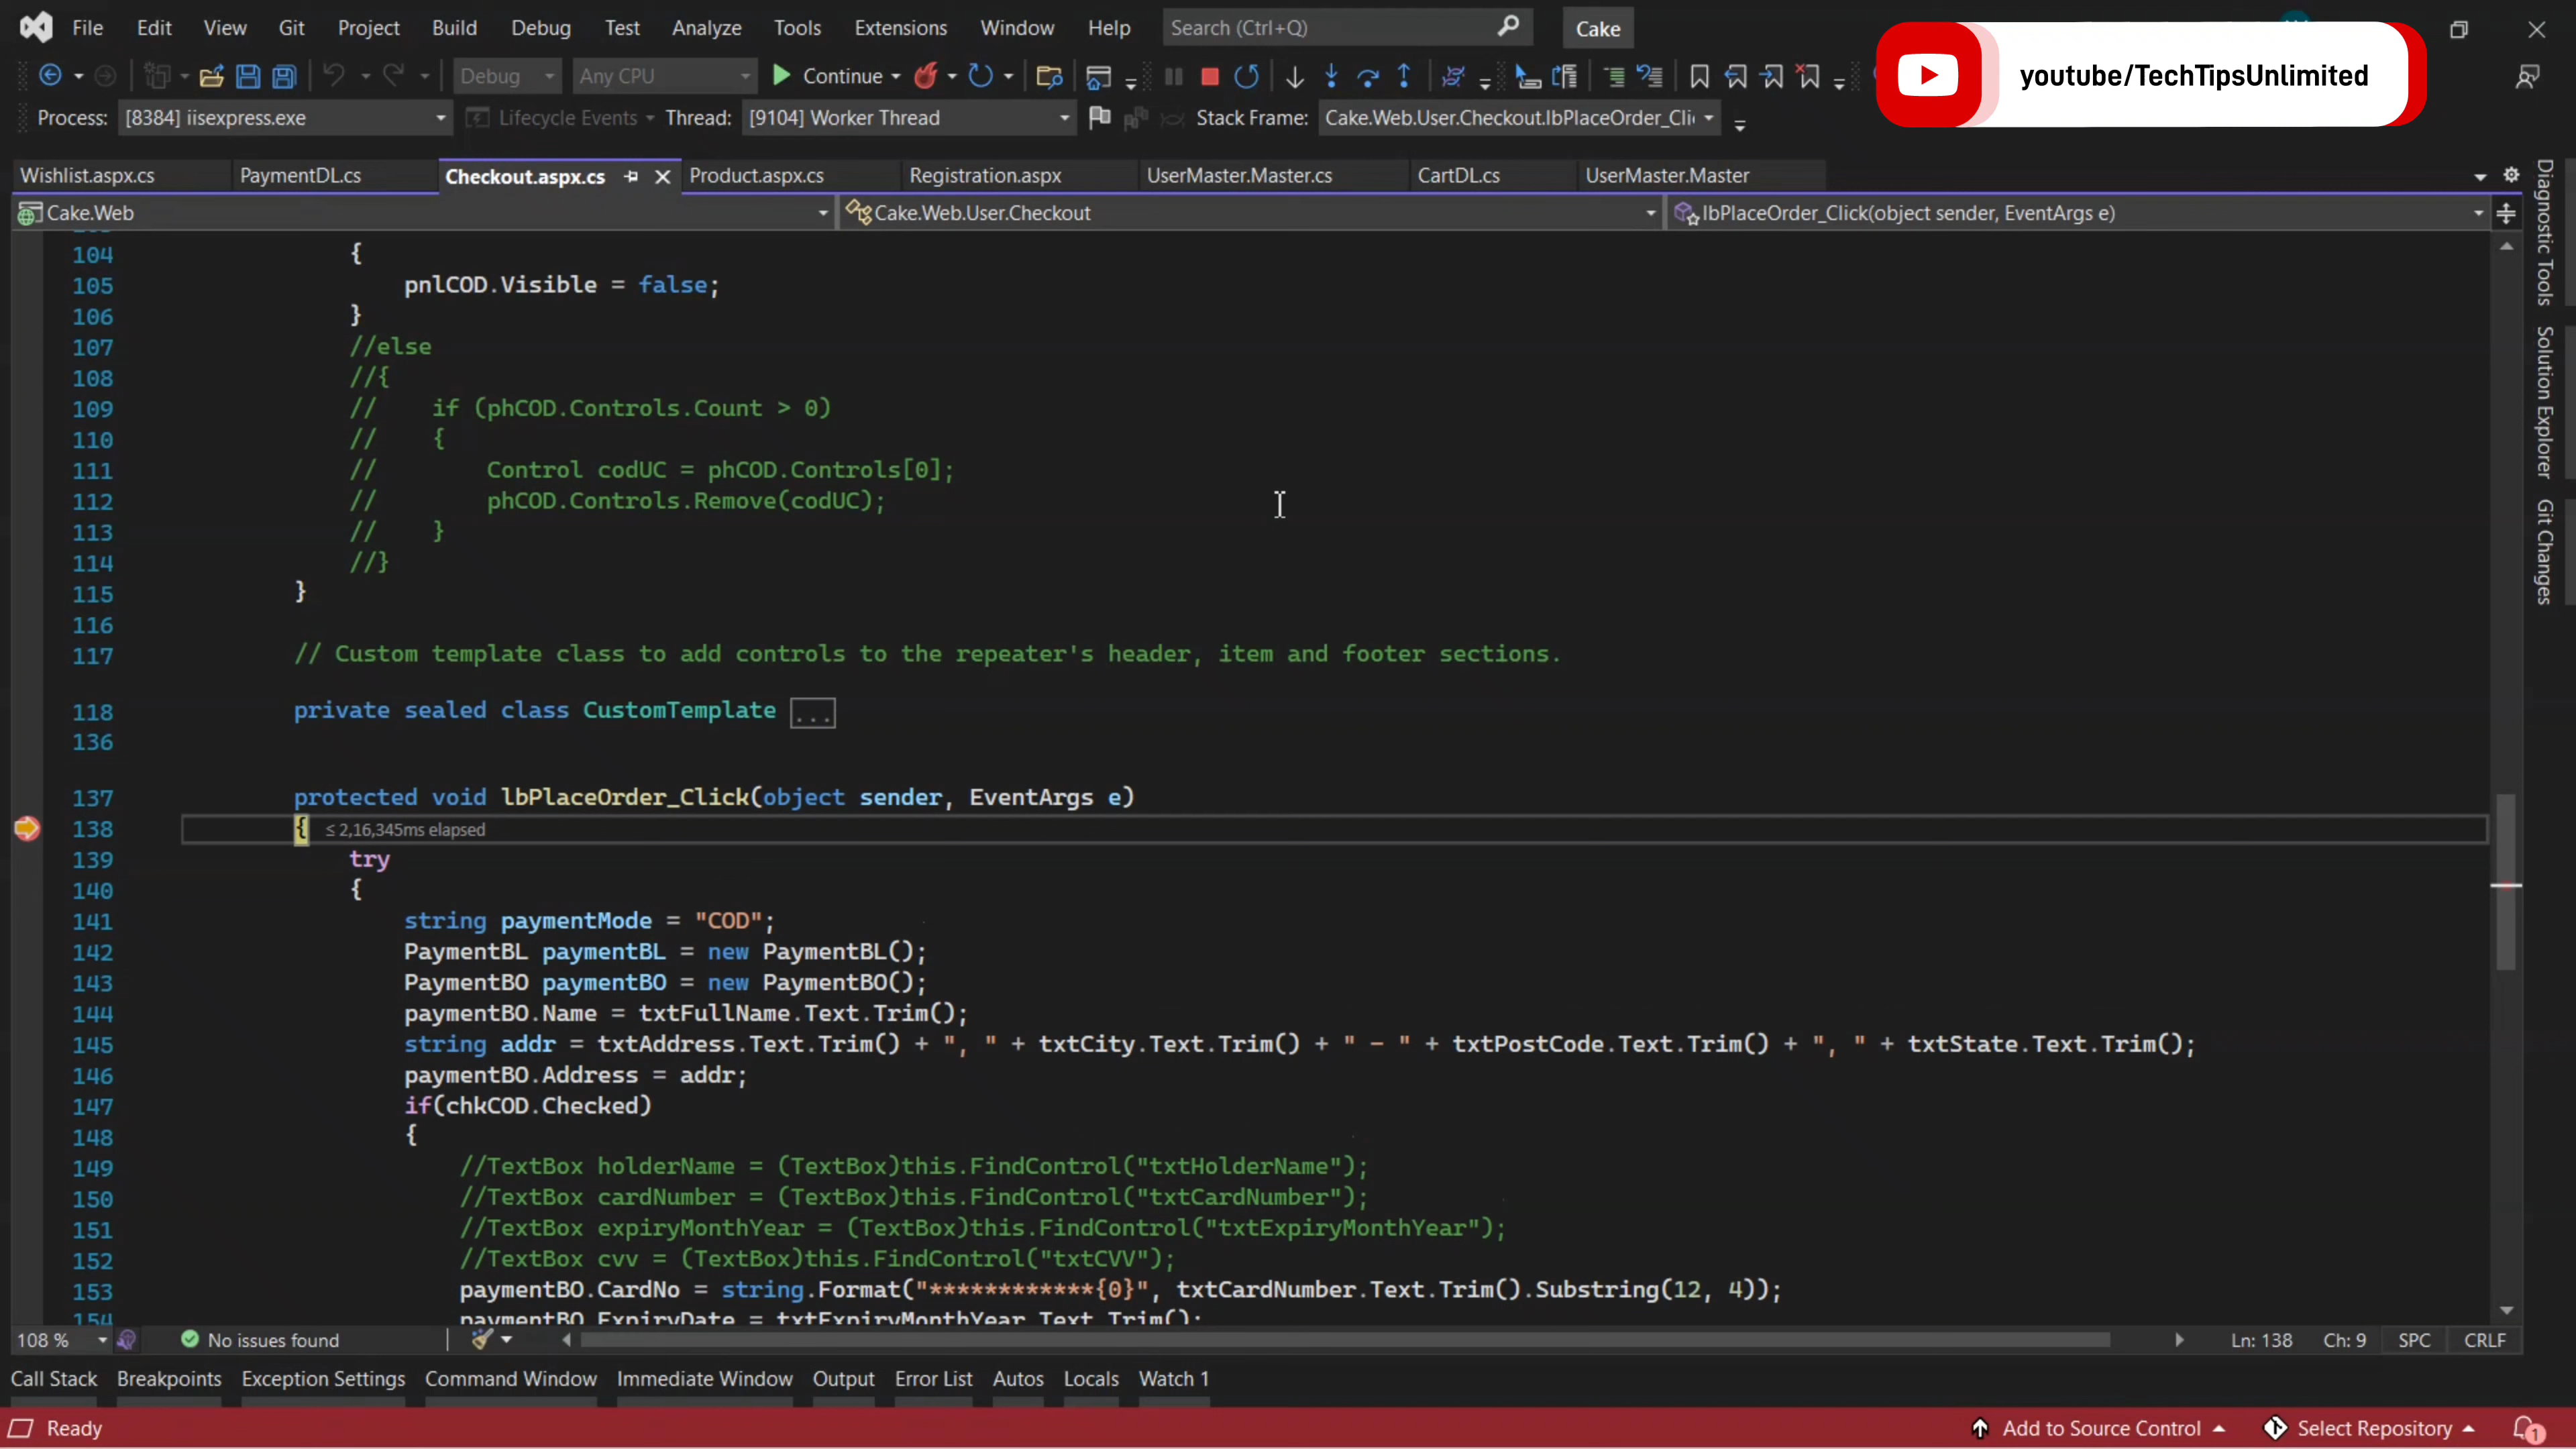 File Edit View Git Project Build Debug Test Analyze Tools Extensions Window Help Search (Ctrl+Q) Cake
youtube/TechTipsUnlimited
Debug Any CPU Continue
Process: [8384] iisexpress.exe Lifecycle Events Thread: [9104] Worker Thread Stack Frame: Cake.Web.User.Checkout.lbPlaceOrder_Cli
Wishlist.aspx.cs PaymentDL.cs Checkout.aspx.cs Product.aspx.cs Registration.aspx UserMaster.Master.cs CartDL.cs UserMaster.Master
Cake.Web Cake.Web.User.Checkout lbPlaceOrder_Click(object sender, EventArgs e)
104 {
105 pnlCOD.Visible = false;
106 }
107 //else
108 //{
109 // if (phCOD.Controls.Count > 0)
110 // {
111 // Control codUC = phCOD.Controls[0];
112 // phCOD.Controls.Remove(codUC);
113 // }
114 //}
115 }
116
117 // Custom template class to add controls to the repeater's header, item and footer sections.
118 private sealed class CustomTemplate ...
136
137 protected void lbPlaceOrder_Click(object sender, EventArgs e)
138 { ≤ 2,16,345ms elapsed
139 try
140 {
141 string paymentMode = "COD";
142 PaymentBL paymentBL = new PaymentBL();
143 PaymentBO paymentBO = new PaymentBO();
144 paymentBO.Name = txtFullName.Text.Trim();
145 string addr = txtAddress.Text.Trim() + ", " + txtCity.Text.Trim() + " - " + txtPostCode.Text.Trim() + ", " + txtState.Text.Trim();
146 paymentBO.Address = addr;
147 if(chkCOD.Checked)
148 {
149 //TextBox holderName = (TextBox)this.FindControl("txtHolderName");
150 //TextBox cardNumber = (TextBox)this.FindControl("txtCardNumber");
151 //TextBox expiryMonthYear = (TextBox)this.FindControl("txtExpiryMonthYear");
152 //TextBox cvv = (TextBox)this.FindControl("txtCVV");
153 paymentBO.CardNo = string.Format("************{0}", txtCardNumber.Text.Trim().Substring(12, 4));
154 paymentBO.ExpiryDate = txtExpiryMonthYear.Text.Trim();
108 % No issues found Ln: 138 Ch: 9 SPC CRLF
Call Stack Breakpoints Exception Settings Command Window Immediate Window Output Error List Autos Locals Watch 1
Ready Add to Source Control Select Repository 1
Diagnostic Tools
Solution Explorer
Git Changes